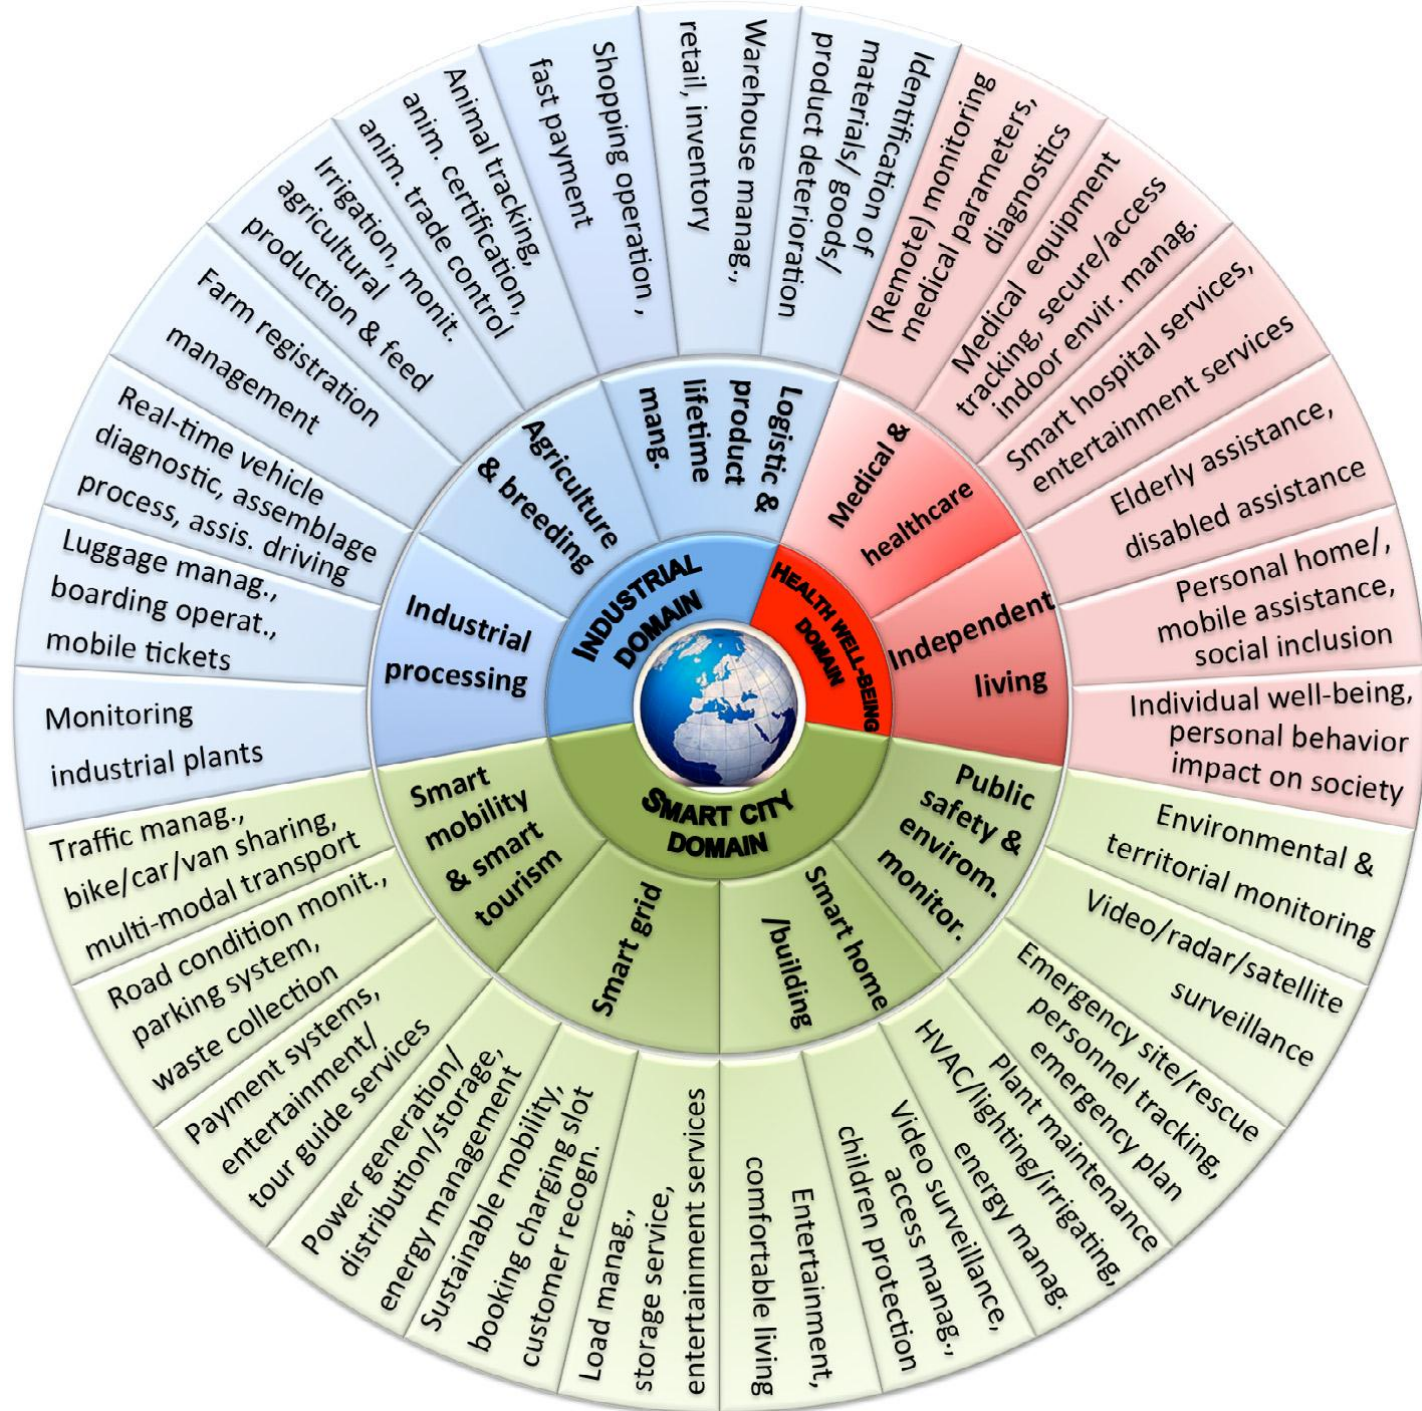 INDUSTRIAL
DOMAIN
HEALTH WELL-BEING
DOMAIN
SMART CITY
DOMAIN
Logistic &
product
lifetime
mang.
Medical &
healthcare
Independent
living
Public
safety &
environm.
monitor.
Smart home
/building
Smart grid
Smart
mobility
& smart
tourism
Industrial
processing
Agriculture
& breeding
Identification of
materials/ goods/
product deterioration
(Remote) monitoring
medical parameters,
diagnostics
Medical equipment
tracking, secure/access
indoor envir. manag.
Smart hospital services,
entertainment services
Elderly assistance,
disabled assistance
Personal home/,
mobile assistance,
social inclusion
Individual well-being,
personal behavior
impact on society
Environmental &
territorial monitoring
Video/radar/satellite
surveillance
Emergency site/rescue
personnel tracking,
emergency plan
Plant maintenance
HVAC/lighting/irrigating,
energy manag.
Video surveillance,
access manag.,
children protection
Entertainment,
comfortable living
Load manag.,
storage service,
entertainment services
Sustainable mobility,
booking charging slot
customer recogn.
Power generation/
distribution/storage,
energy management
Payment systems,
entertainment/
tour guide services
Road condition monit.,
parking system,
waste collection
Traffic manag.,
bike/car/van sharing,
multi-modal transport
Monitoring
industrial plants
Luggage manag.,
boarding operat.,
mobile tickets
Real-time vehicle
diagnostic, assemblage
process, assis. driving
Farm registration
management
Irrigation, monit.
agricultural
production & feed
Animal tracking,
anim. certification,
anim. trade control
Shopping operation ,
fast payment
Warehouse manag.,
retail, inventory